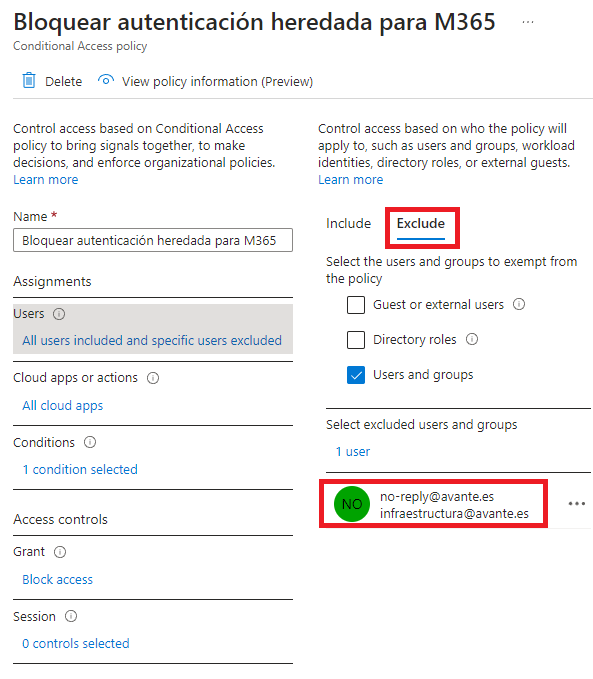 Bloquear autenticación heredada para M365 ...
Conditional Access policy
Delete View policy information (Preview)
Control access based on Conditional Access
policy to bring signals together, to make
decisions, and enforce organizational policies.
Learn more
Name *
Bloquear autenticación heredada para M365
Assignments
Users
All users included and specific users excluded
Cloud apps or actions
All cloud apps
Conditions
1 condition selected
Access controls
Grant
Block access
Session
0 controls selected
Control access based on who the policy will
apply to, such as users and groups, workload
identities, directory roles, or external guests.
Learn more
Include Exclude
Select the users and groups to exempt from
the policy
Guest or external users
Directory roles
Users and groups
Select excluded users and groups
1 user
NO
no-reply@avante.es
infraestructura@avante.es